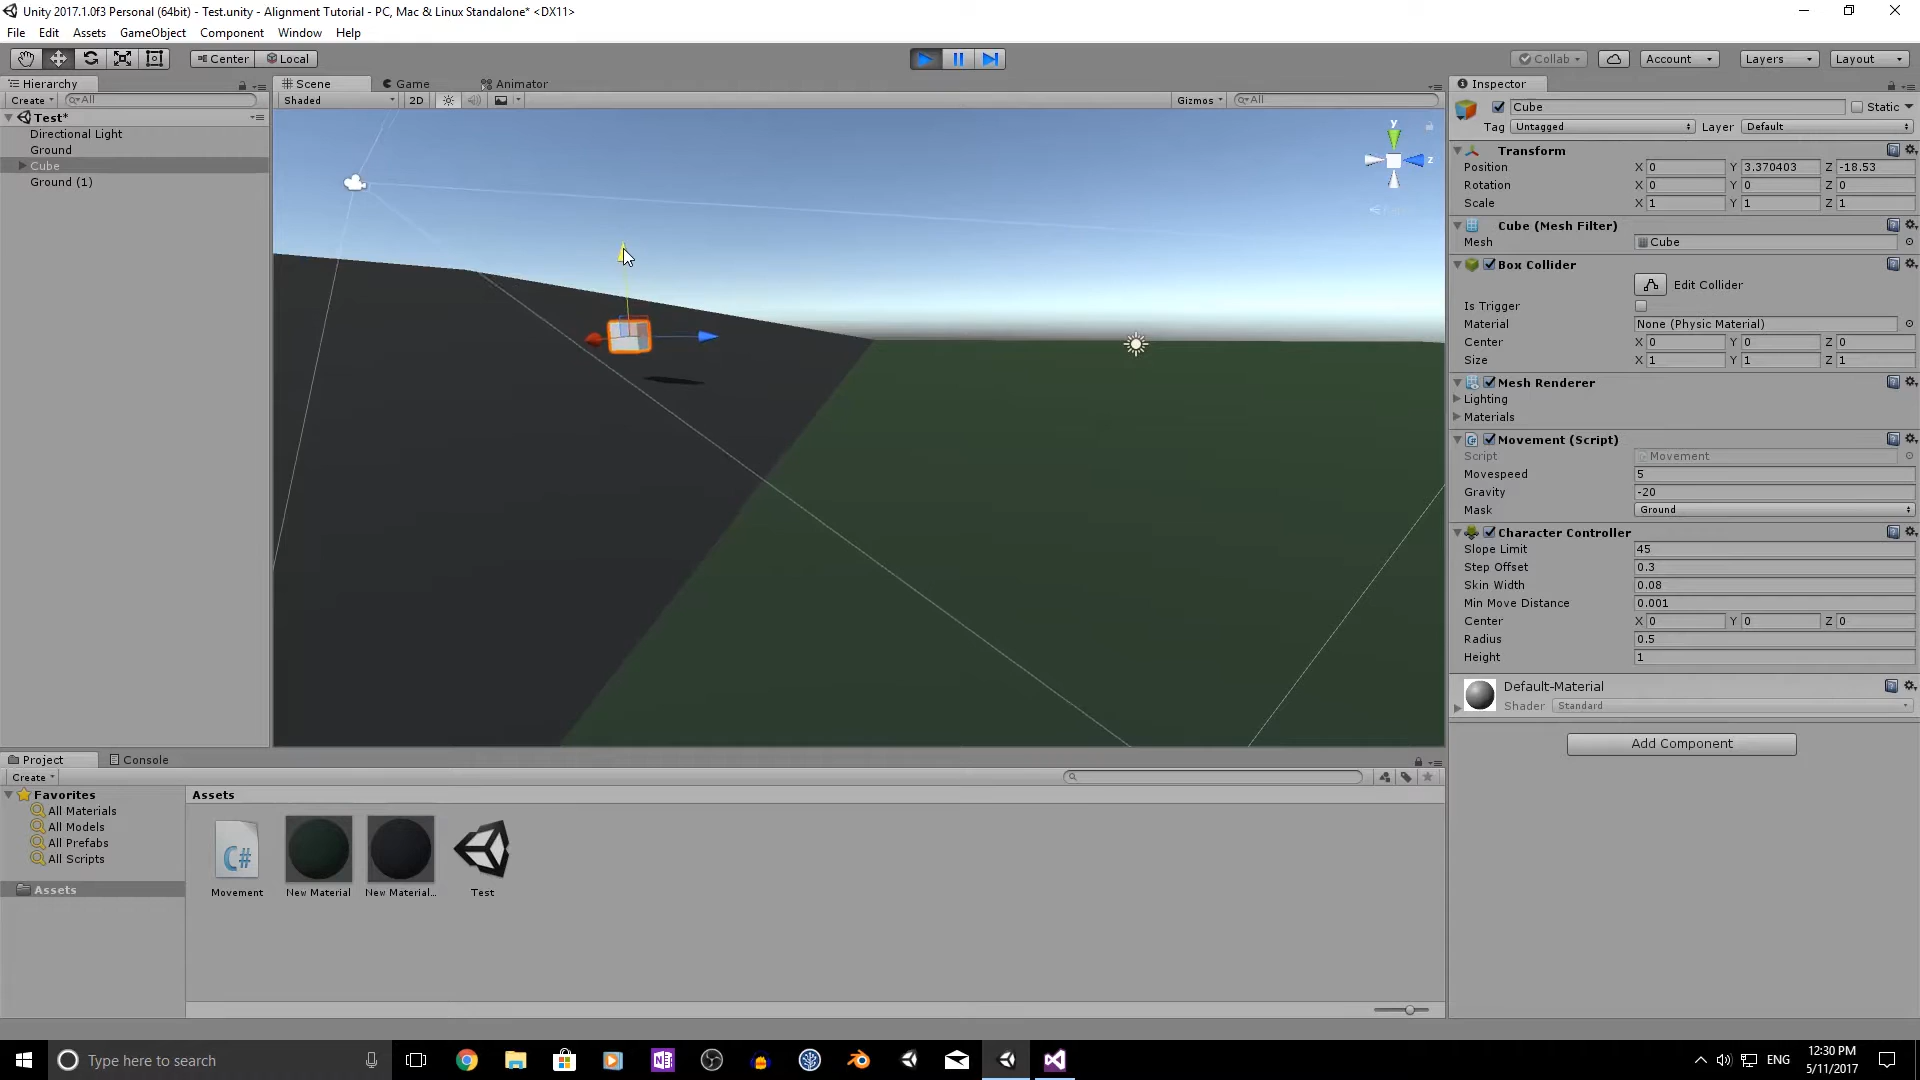 Unity 2017.1.0f3 Personal (64bit) - Test.unity - Alignment Tutorial - PC, Mac & Linux Standalone* <DX11>
File Edit Assets GameObject Component Window Help
Center Local Collab Account Layers Layout
Hierarchy
Create All
Test*
Directional Light
Ground
Cube
Ground (1)
Scene Game Animator
Shaded 2D Gizmos All
y
z
Inspector
Cube Static
Tag Untagged Layer Default
Transform
Position X 0 Y 3.370403 Z -18.53
Rotation X 0 Y 0 Z 0
Scale X 1 Y 1 Z 1
Cube (Mesh Filter)
Mesh Cube
Box Collider
Edit Collider
Is Trigger
Material None (Physic Material)
Center X 0 Y 0 Z 0
Size X 1 Y 1 Z 1
Mesh Renderer
Lighting
Materials
Movement (Script)
Script Movement
Movespeed 5
Gravity -20
Mask Ground
Character Controller
Slope Limit 45
Step Offset 0.3
Skin Width 0.08
Min Move Distance 0.001
Center X 0 Y 0 Z 0
Radius 0.5
Height 1
Default-Material
Shader Standard
Add Component
Project Console
Create
Favorites
All Materials
All Models
All Prefabs
All Scripts
Assets
Assets
C#
Movement New Material New Material... Test
Type here to search
ENG
12:30 PM
5/11/2017